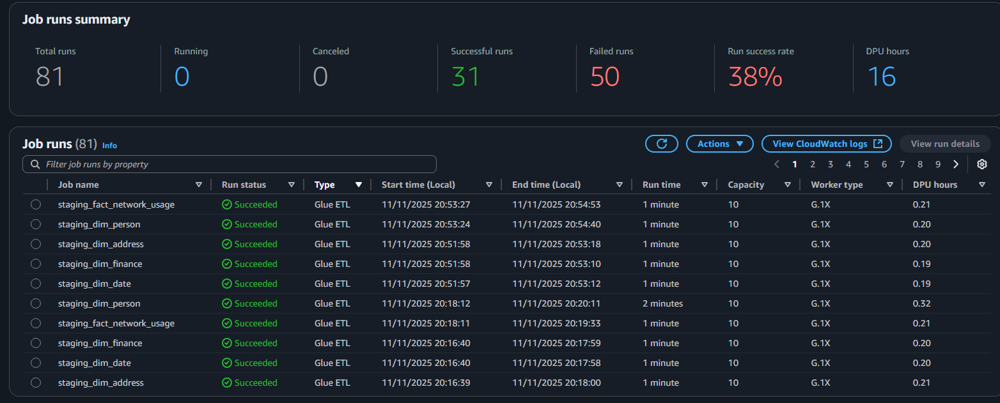 Job runs summary
Total runs Running Canceled Successful runs Failed runs Run success rate DPU hours
81 0 0 31 50 38% 16
Job runs (81) Info Actions View CloudWatch logs View run details
Filter job runs by property 1 2 3 4 5 6 7 8 9
Job name Run status Type Start time (Local) End time (Local) Run time Capacity Worker type DPU hours
staging_fact_network_usage Succeeded Glue ETL 11/11/2025 20:53:27 11/11/2025 20:54:53 1 minute 10 G.1X 0.21
staging_dim_person Succeeded Glue ETL 11/11/2025 20:53:24 11/11/2025 20:54:40 1 minute 10 G.1X 0.20
staging_dim_address Succeeded Glue ETL 11/11/2025 20:51:58 11/11/2025 20:53:18 1 minute 10 G.1X 0.20
staging_dim_finance Succeeded Glue ETL 11/11/2025 20:51:58 11/11/2025 20:53:10 1 minute 10 G.1X 0.19
staging_dim_date Succeeded Glue ETL 11/11/2025 20:51:57 11/11/2025 20:53:12 1 minute 10 G.1X 0.19
staging_dim_person Succeeded Glue ETL 11/11/2025 20:18:12 11/11/2025 20:20:11 2 minutes 10 G.1X 0.32
staging_fact_network_usage Succeeded Glue ETL 11/11/2025 20:18:11 11/11/2025 20:19:33 1 minute 10 G.1X 0.21
staging_dim_finance Succeeded Glue ETL 11/11/2025 20:16:40 11/11/2025 20:17:59 1 minute 10 G.1X 0.20
staging_dim_date Succeeded Glue ETL 11/11/2025 20:16:40 11/11/2025 20:17:58 1 minute 10 G.1X 0.20
staging_dim_address Succeeded Glue ETL 11/11/2025 20:16:39 11/11/2025 20:18:00 1 minute 10 G.1X 0.21